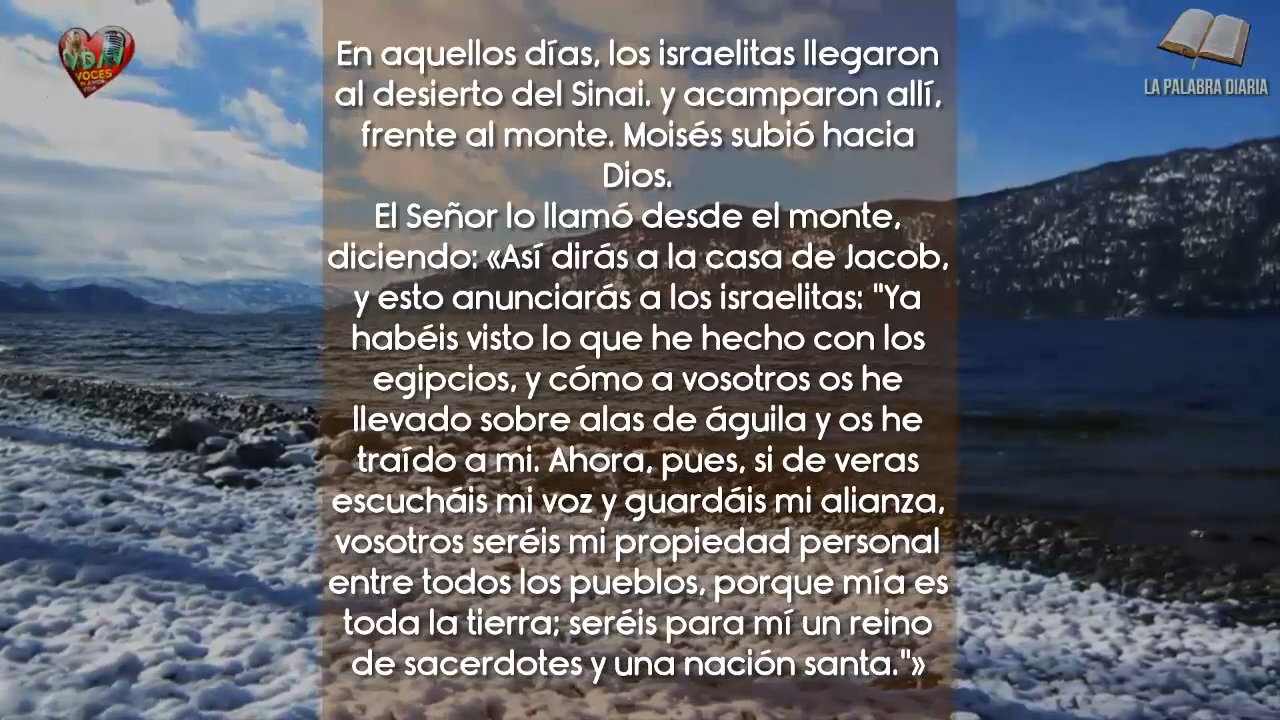 VOCES
LA PALABRA DIARIA
En aquellos días, los israelitas llegaron
al desierto del Sinai. y acamparon allí,
frente al monte. Moisés subió hacia
Dios.
El Señor lo llamó desde el monte,
diciendo: «Así dirás a la casa de Jacob,
y esto anunciarás a los israelitas: "Ya
habéis visto lo que he hecho con los
egipcios, y cómo a vosotros os he
llevado sobre alas de águila y os he
traído a mi. Ahora, pues, si de veras
escucháis mi voz y guardáis mi alianza,
vosotros seréis mi propiedad personal
entre todos los pueblos, porque mía es
toda la tierra; seréis para mí un reino
de sacerdotes y una nación santa."»